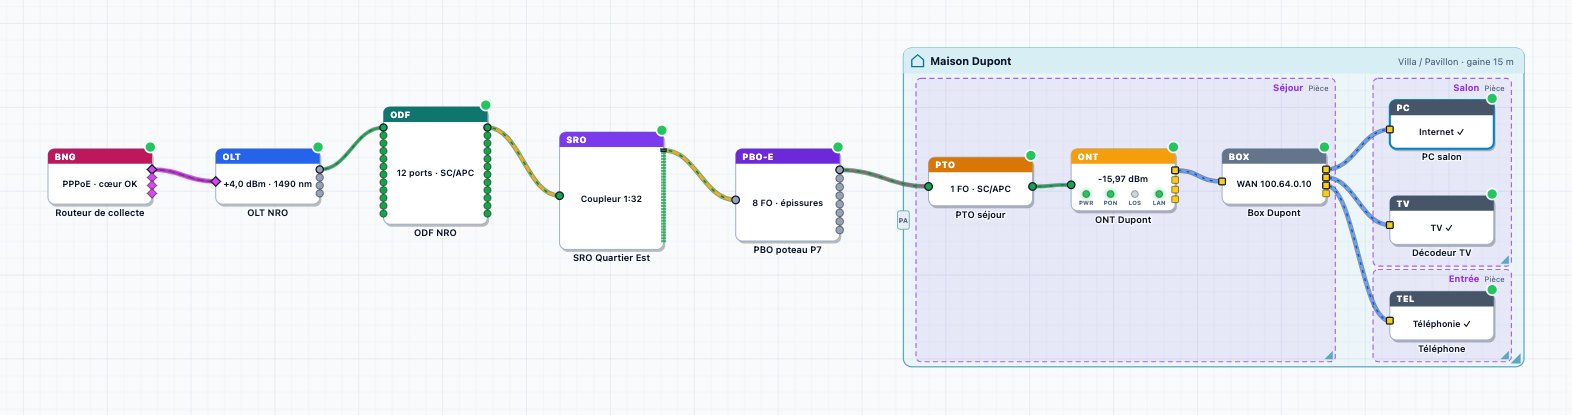 BNG
PPPoE · cœur OK
Routeur de collecte
OLT
+4,0 dBm · 1490 nm
OLT NRO
ODF
12 ports · SC/APC
ODF NRO
SRO
Coupleur 1:32
SRO Quartier Est
PBO-E
8 FO · épissures
PBO poteau P7
Maison Dupont
Villa / Pavillon · gaine 15 m
PA
Séjour Pièce
PTO
1 FO · SC/APC
PTO séjour
ONT
-15,97 dBm
PWR PON LOS LAN
ONT Dupont
BOX
WAN 100.64.0.10
Box Dupont
Salon Pièce
PC
Internet ✓
PC salon
TV
TV ✓
Décodeur TV
Entrée Pièce
TEL
Téléphonie ✓
Téléphone